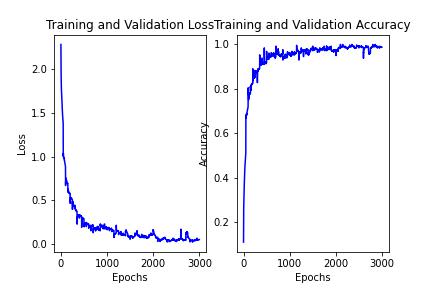 Training and Validation Loss
2.0
1.5
1.0
0.5
0.0
Loss
0 1000 2000 3000
Epochs
Training and Validation Accuracy
1.0
0.8
0.6
0.4
0.2
Accuracy
0 1000 2000 3000
Epochs